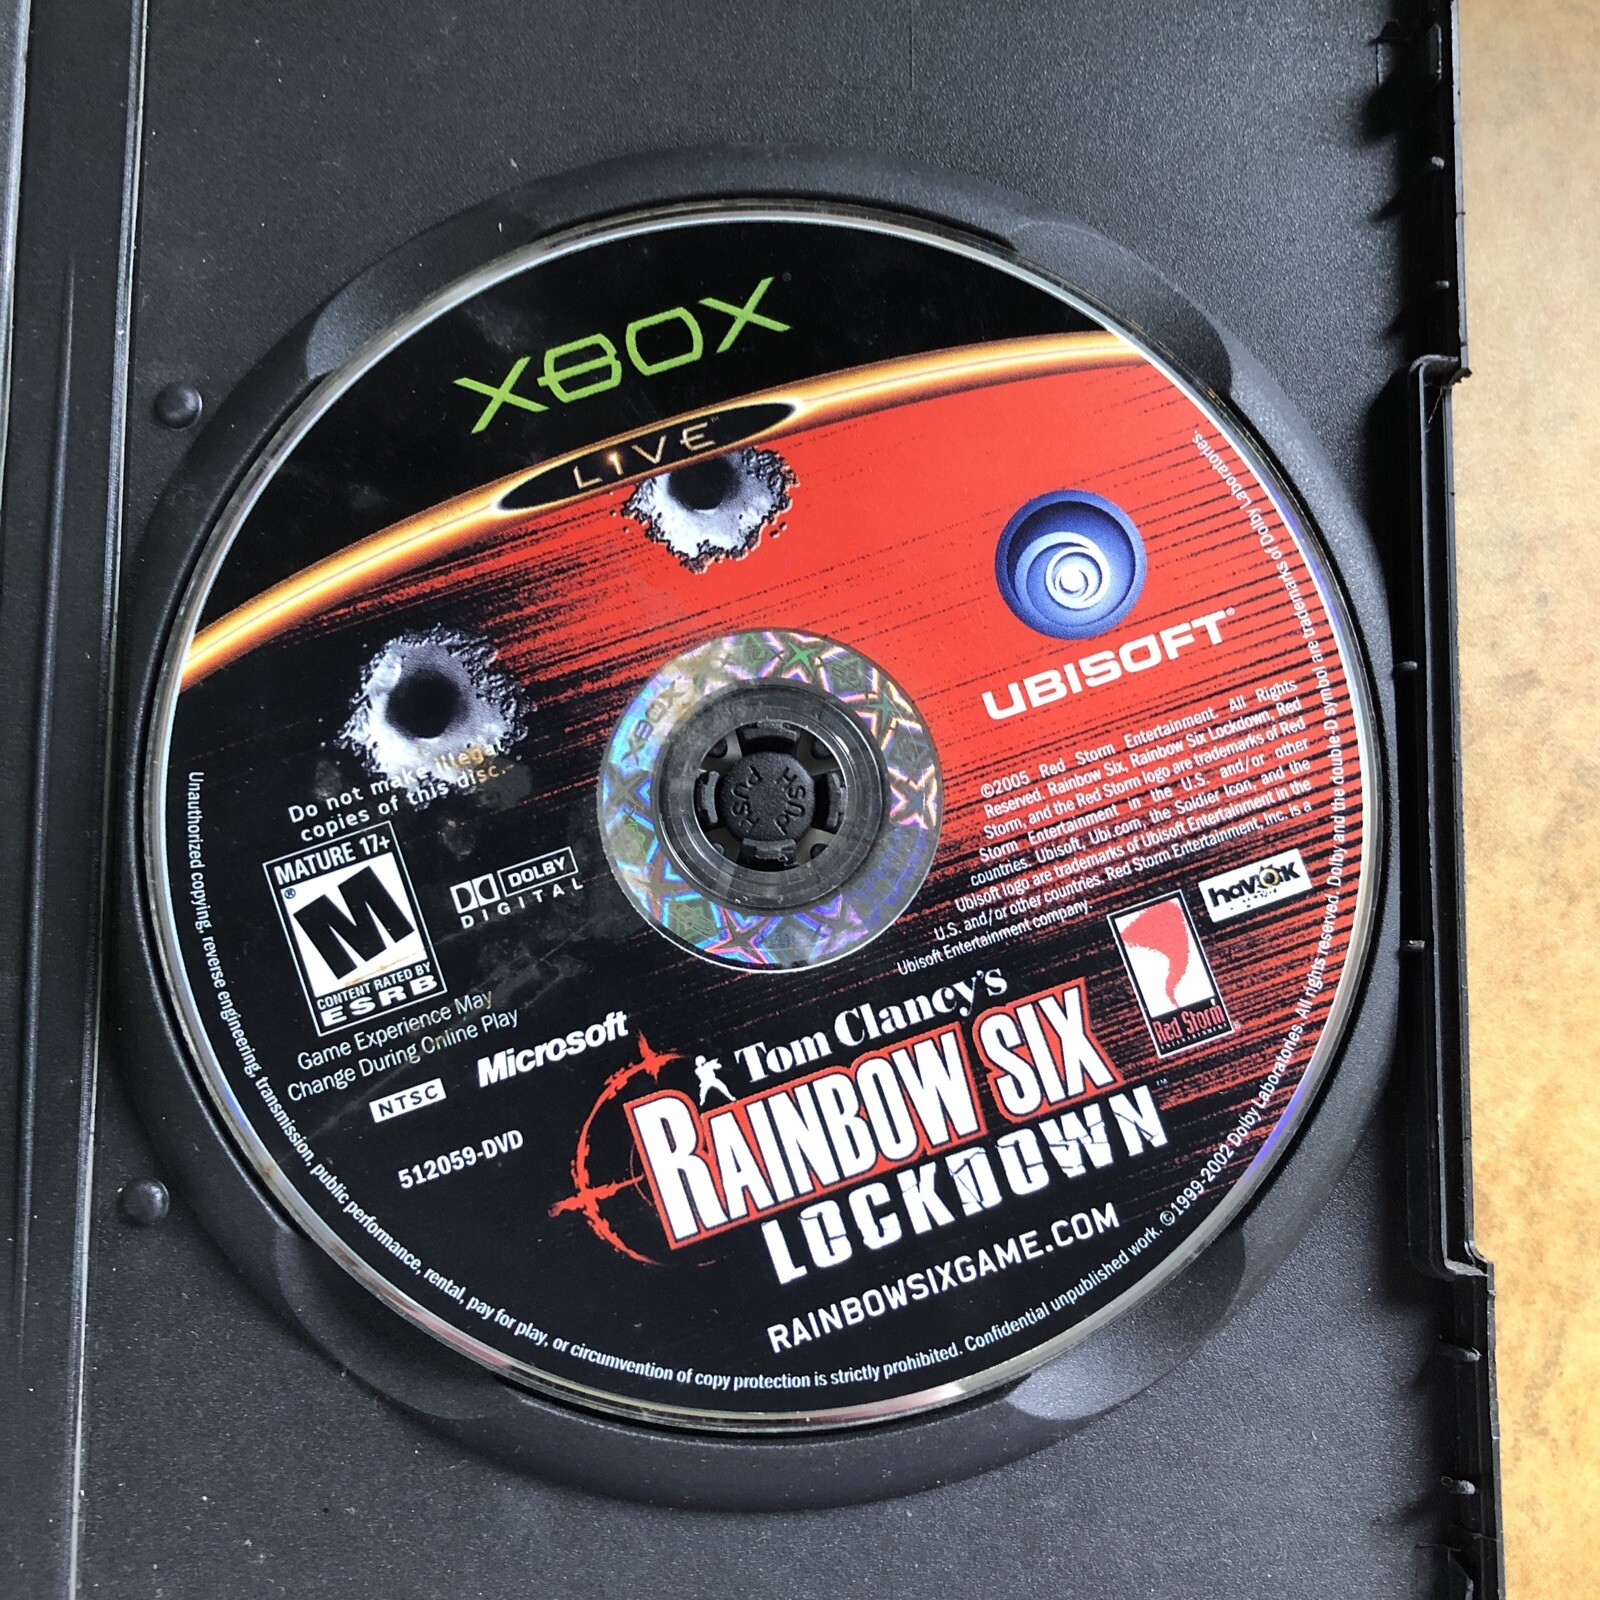 XBOX
LIVE™
UBISOFT®
©2005 Red Storm Entertainment. All Rights
Reserved. Rainbow Six, Rainbow Six Lockdown, Red
Storm, and the Red Storm logo are trademarks of Red
Storm Entertainment in the U.S. and/or other
countries. Ubisoft, Ubi.com, the Soldier Icon, and the
Ubisoft logo are trademarks of Ubisoft Entertainment in the
U.S. and/or other countries. Red Storm Entertainment, Inc. is a
Ubisoft Entertainment company.
havok
Red Storm
ENTERTAINMENT
XBOX
PUSH
PUSH
Do not make illegal
copies of this disc.
MATURE 17+
M
®
CONTENT RATED BY
ESRB
DOLBY
DIGITAL
Game Experience May
Change During Online Play
NTSC
Microsoft
512059-DVD
Tom Clancy's
RAINBOW SIX
LOCKDOWN™
RAINBOWSIXGAME.COM
Unauthorized copying, reverse engineering, transmission, public performance, rental, pay for play, or circumvention of copy protection is strictly prohibited. Confidential unpublished work. ©1999-2002 Dolby Laboratories. All rights reserved. Dolby and the double-D symbol are trademarks of Dolby Laboratories.